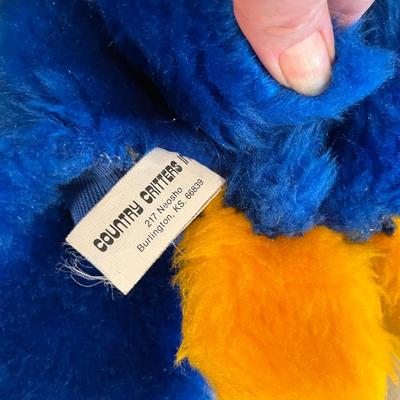 COUNTRY CRITTERS
217 Neosho
Burlington, KS. 66839